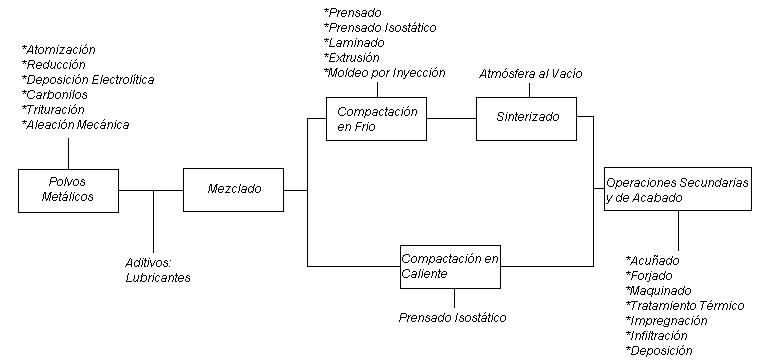 *Atomización
*Reducción
*Deposición Electrolítica
*Carbonilos
*Trituración
*Aleación Mecánica
Polvos
Metálicos
Aditivos:
Lubricantes
Mezclado
*Prensado
*Prensado Isostático
*Laminado
*Extrusión
*Moldeo por Inyección
Compactación
en Frio
Atmósfera al Vacío
Sinterizado
Compactación en
Caliente
Prensado Isostático
Operaciones Secundarias
y de Acabado
*Acuñado
*Forjado
*Maquinado
*Tratamiento Térmico
*Impregnación
*Infiltración
*Deposición